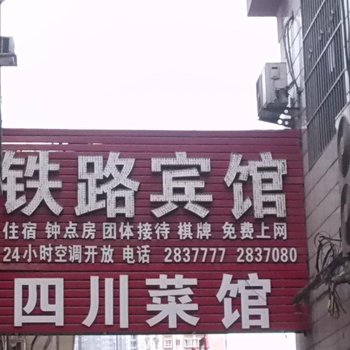 铁路宾馆
住宿 钟点房 团体接待 棋牌 免费上网
24小时空调开放 电话 2837777 2837080
四川菜馆